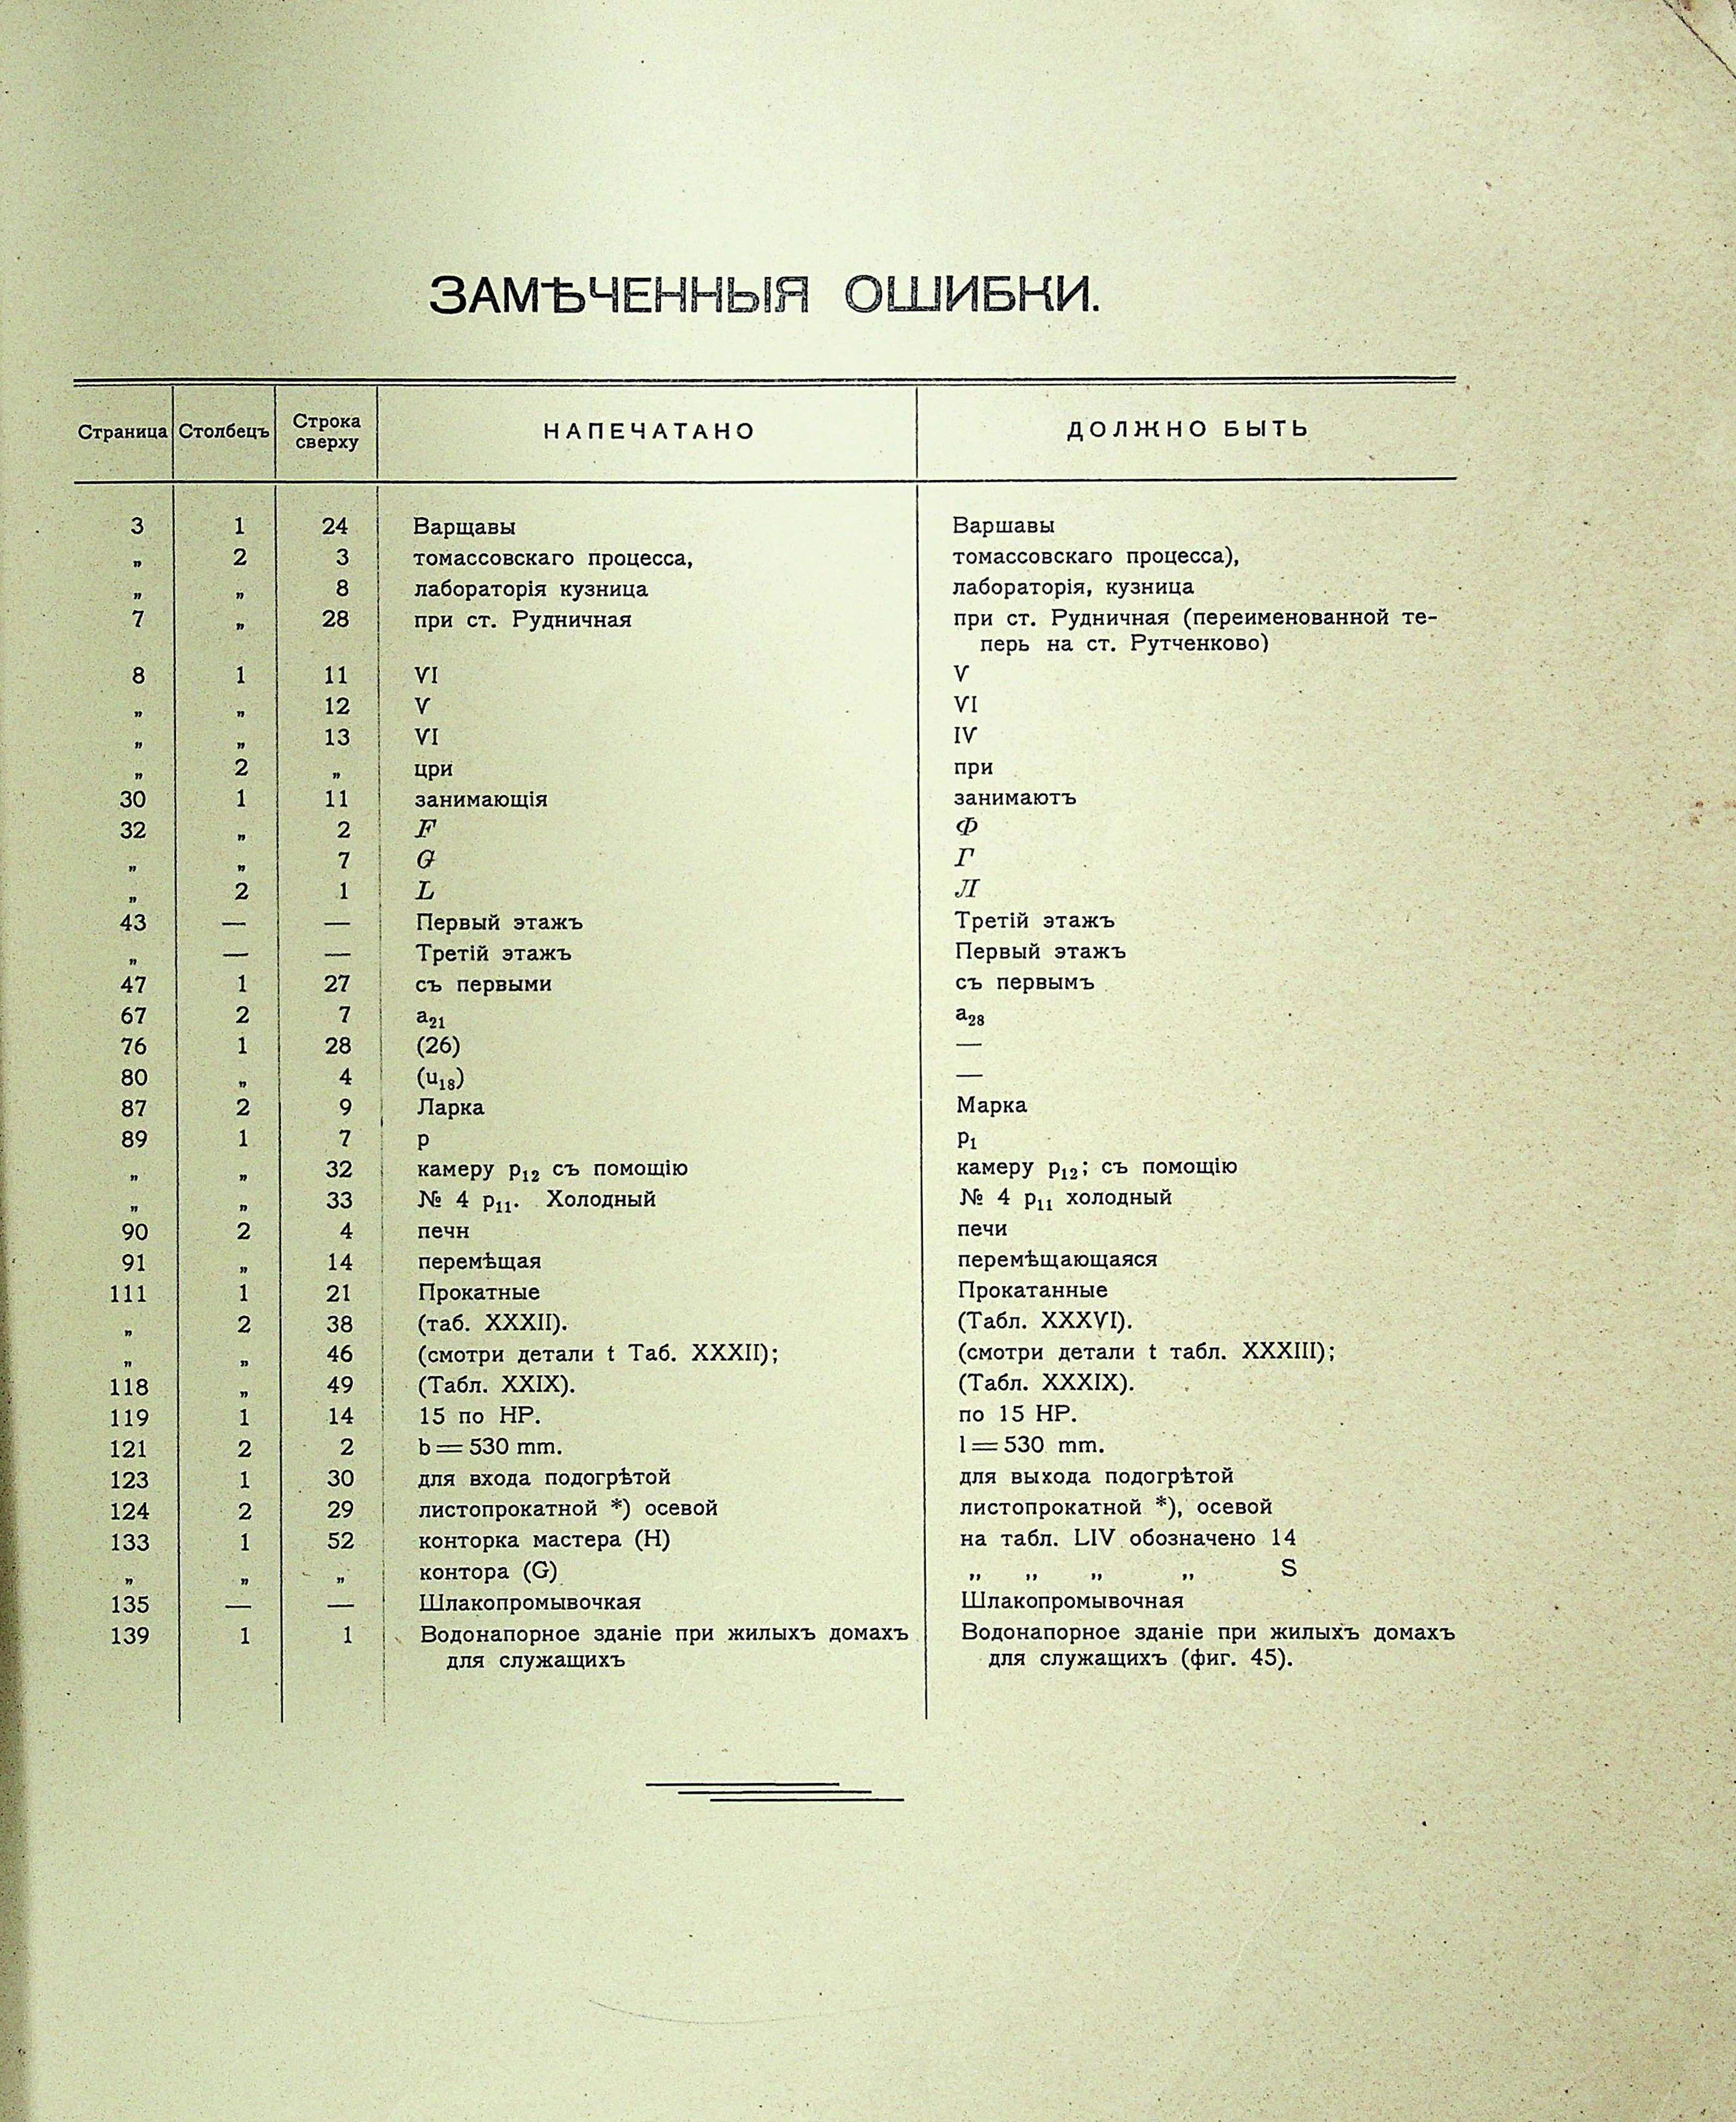 ЗАМѢЧЕННЫЯ ОШИБКИ.
Страница Столбецъ Строка сверху НАПЕЧАТАНО ДОЛЖНО БЫТЬ
3 1 24 Варщавы Варшавы
„ 2 3 томассовскаго процесса, томассовскаго процесса),
„ „ 8 лабораторія кузница лабораторія, кузница
7 „ 28 при ст. Рудничная при ст. Рудничная (переименованной те-
перь на ст. Рутченково)
8 1 11 VI V
„ „ 12 V VI
„ „ 13 VI IV
„ 2 „ цри при
30 1 11 занимающія занимаютъ
32 „ 2 F Ф
„ „ 7 G Г
„ 2 1 L Л
43 — — Первый этажъ Третій этажъ
„ — — Третій этажъ Первый этажъ
47 1 27 съ первыми съ первымъ
67 2 7 a₂₁ a₂₈
76 1 28 (26) —
80 „ 4 (u₁₈) —
87 2 9 Ларка Марка
89 1 7 p p₁
„ „ 32 камеру p₁₂ съ помощію камеру p₁₂; съ помощію
„ „ 33 № 4 p₁₁. Холодный № 4 p₁₁ холодный
90 2 4 печн печи
91 „ 14 перемѣщая перемѣщающаяся
111 1 21 Прокатные Прокатанные
„ 2 38 (таб. XXXII). (Табл. XXXVI).
„ „ 46 (смотри детали t Таб. XXXII); (смотри детали t табл. XXXIII);
118 „ 49 (Табл. XXIX). (Табл. XXXIX).
119 1 14 15 по HP. по 15 HP.
121 2 2 b = 530 mm. l = 530 mm.
123 1 30 для входа подогрѣтой для выхода подогрѣтой
124 2 29 листопрокатной *) осевой листопрокатной *), осевой
133 1 52 конторка мастера (H) на табл. LIV обозначено 14
„ „ „ контора (G) „ „ „ „ S
135 — — Шлакопромывочкая Шлакопромывочная
139 1 1 Водонапорное зданіе при жилыхъ домахъ Водонапорное зданіе при жилыхъ домахъ
для служащихъ для служащихъ (фиг. 45).